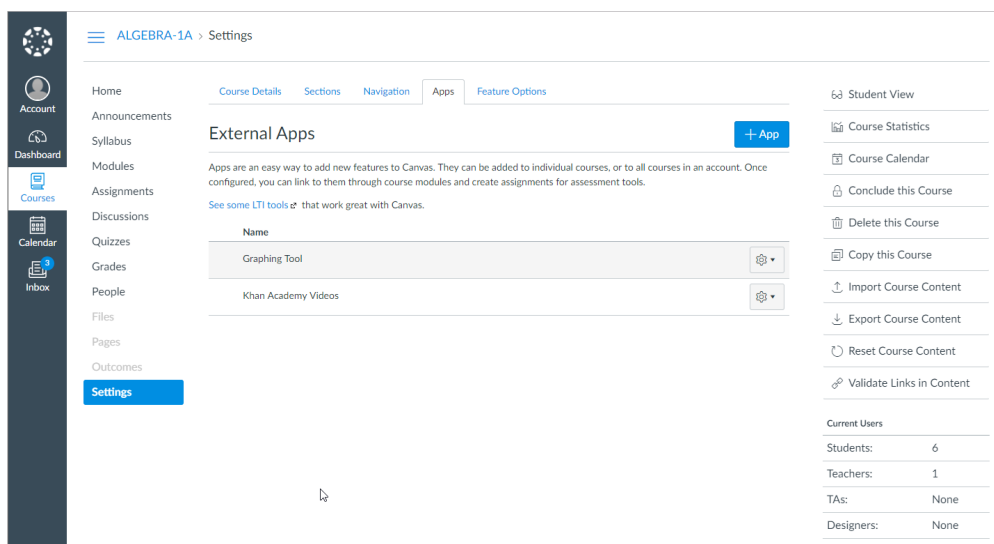 ALGEBRA-1A > Settings
Account
Dashboard
Courses
Calendar
3
Inbox
Home
Announcements
Syllabus
Modules
Assignments
Discussions
Quizzes
Grades
People
Files
Pages
Outcomes
Settings
Course Details Sections Navigation Apps Feature Options
External Apps
+ App
Apps are an easy way to add new features to Canvas. They can be added to individual courses, or to all courses in an account. Once
configured, you can link to them through course modules and create assignments for assessment tools.
See some LTI tools that work great with Canvas.
Name
Graphing Tool
Khan Academy Videos
Student View
Course Statistics
Course Calendar
Conclude this Course
Delete this Course
Copy this Course
Import Course Content
Export Course Content
Reset Course Content
Validate Links in Content
Current Users
Students: 6
Teachers: 1
TAs: None
Designers: None